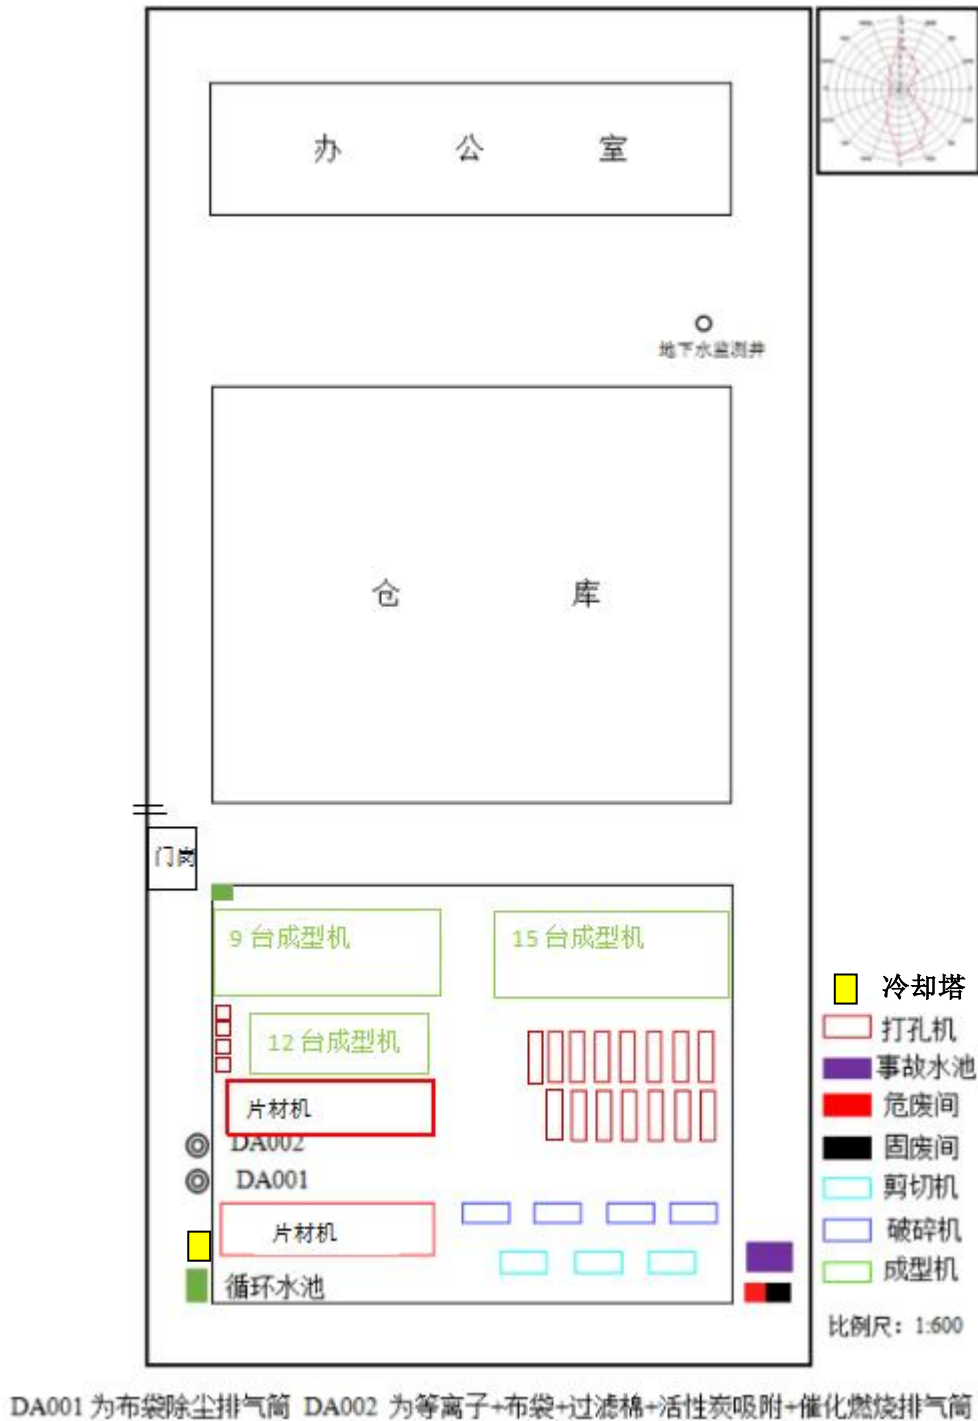 办公室
地下水监测井
仓库
门岗
9 台成型机
15 台成型机
12 台成型机
片材机
DA002
DA001
片材机
循环水池
冷却塔
打孔机
事故水池
危废间
固废间
剪切机
破碎机
成型机
比例尺：1:600
DA001 为布袋除尘排气筒 DA002 为等离子+布袋+过滤棉+活性炭吸附+催化燃烧排气筒